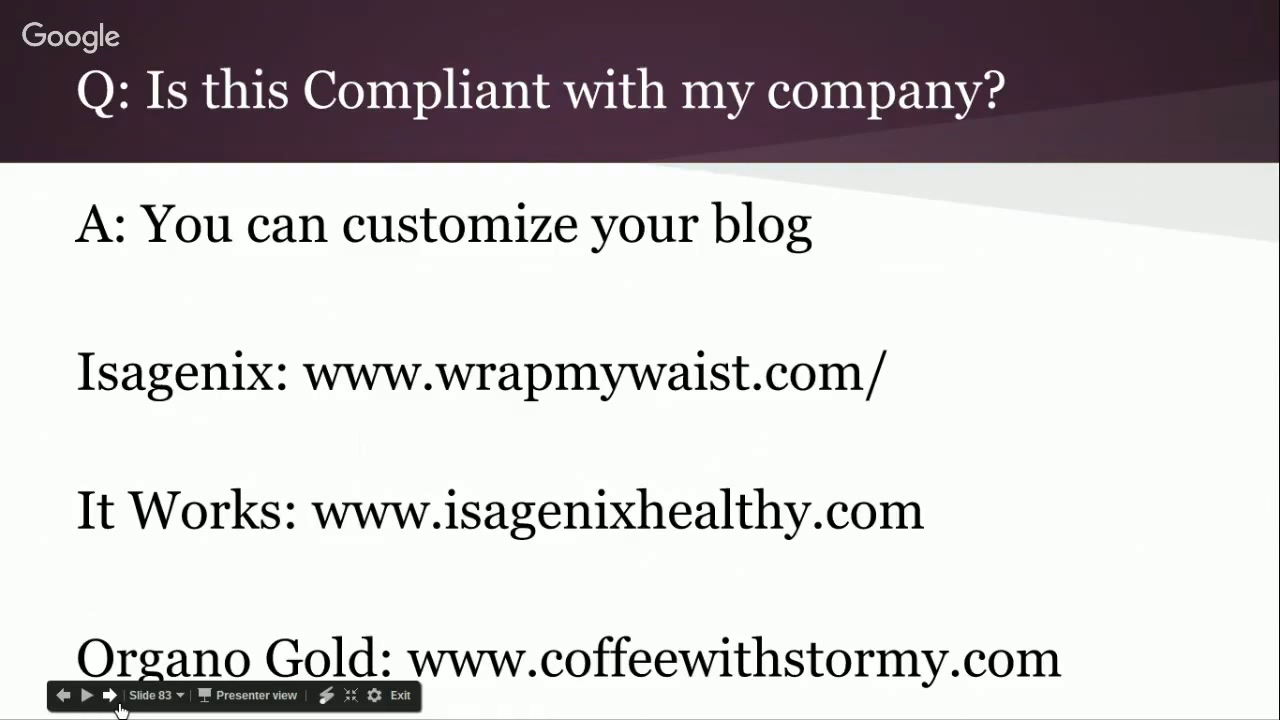 Google
Q: Is this Compliant with my company?
A: You can customize your blog
Isagenix: www.wrapmywaist.com/
It Works: www.isagenixhealthy.com
Organo Gold: www.coffeewithstormy.com
Slide 83 Presenter view Exit